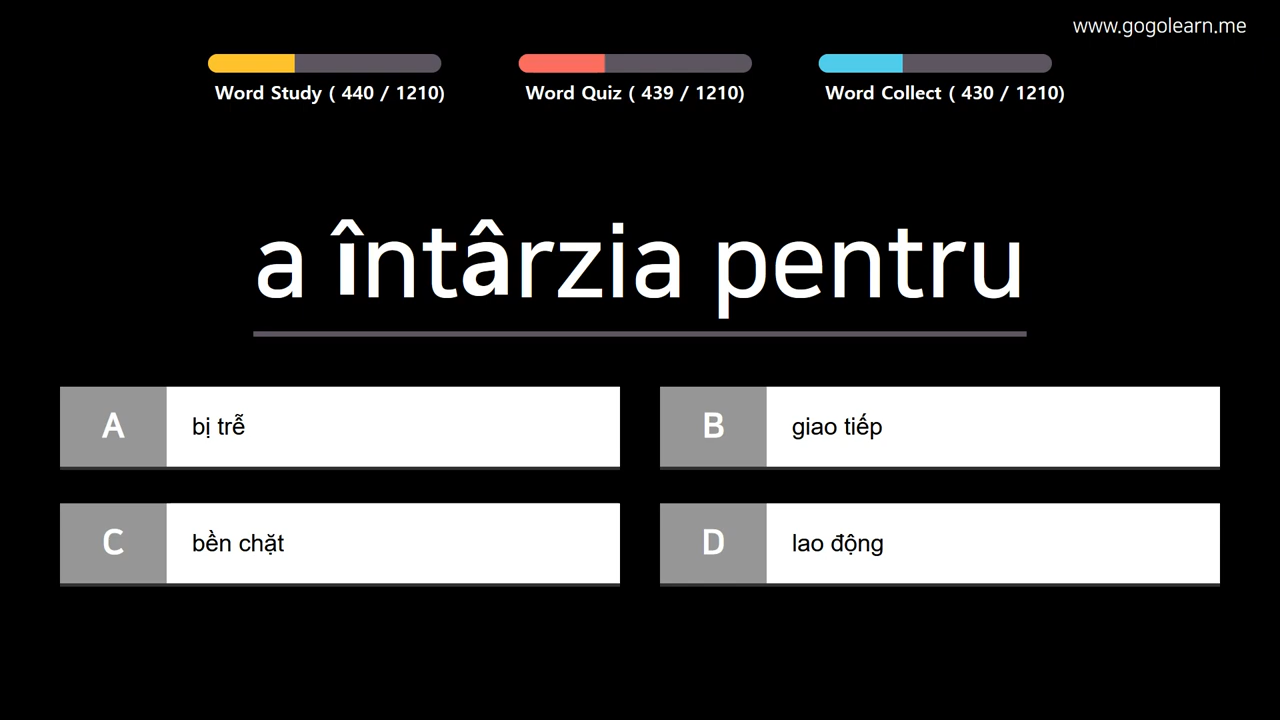 www.gogolearn.me
Word Study ( 440 / 1210)
Word Quiz ( 439 / 1210)
Word Collect ( 430 / 1210)
a întârzia pentru
A bị trễ
B giao tiếp
C bền chặt
D lao động